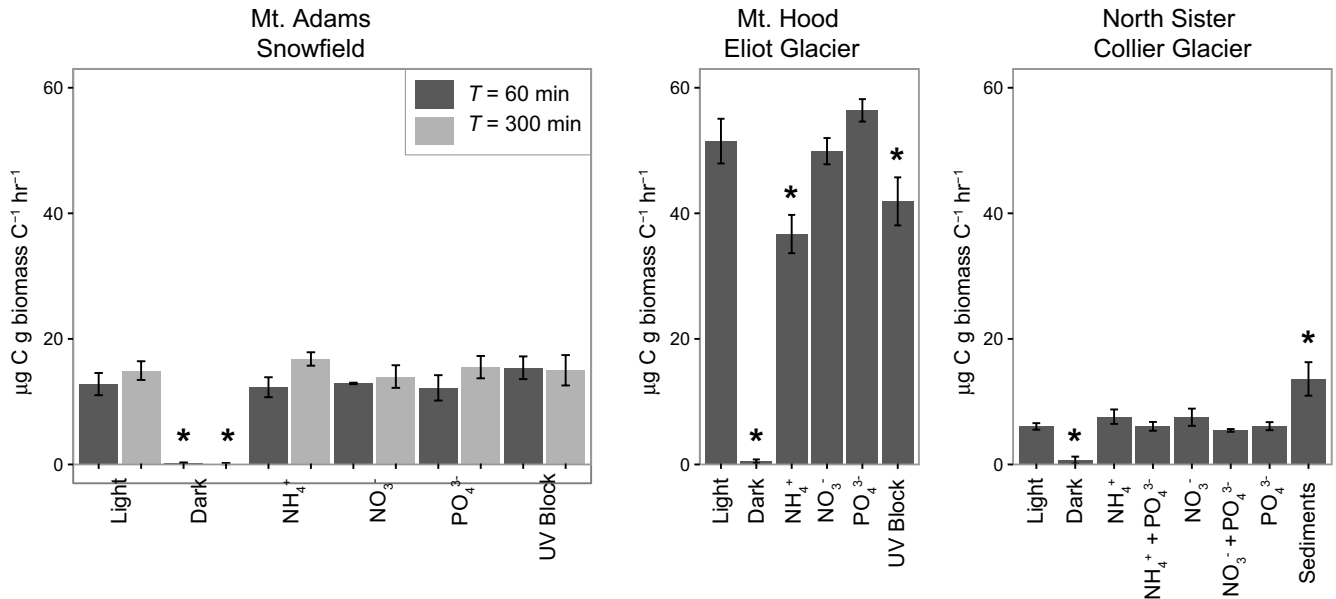 Mt. Adams
Snowfield
µg C g biomass C⁻¹ hr⁻¹
60
40
20
0
T = 60 min
T = 300 min
* *
Light
Dark
NH₄⁺
NO₃⁻
PO₄³⁻
UV Block
Mt. Hood
Eliot Glacier
µg C g biomass C⁻¹ hr⁻¹
60
40
20
0
* * *
Light
Dark
NH₄⁺
NO₃⁻
PO₄³⁻
UV Block
North Sister
Collier Glacier
µg C g biomass C⁻¹ hr⁻¹
60
40
20
0
* *
Light
Dark
NH₄⁺
NH₄⁺ + PO₄³⁻
NO₃⁻
NO₃⁻ + PO₄³⁻
PO₄³⁻
Sediments